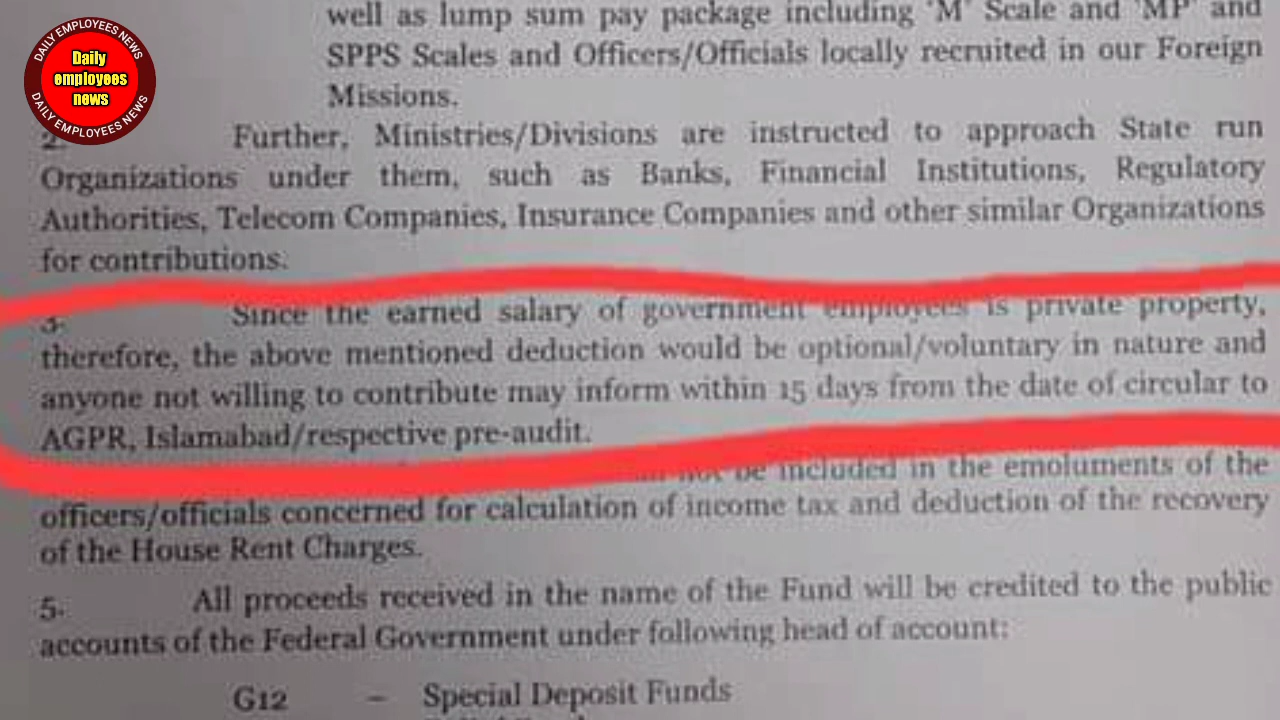 DAILY EMPLOYEES NEWS
Daily
employees
news
DAILY EMPLOYEES NEWS
well as lump sum pay package including 'M' Scale and 'MP' and
SPPS Scales and Officers/Officials locally recruited in our Foreign
Missions.
2. Further, Ministries/Divisions are instructed to approach State run
Organizations under them, such as Banks, Financial Institutions, Regulatory
Authorities, Telecom Companies, Insurance Companies and other similar Organizations
for contributions.
3. Since the earned salary of government employees is private property,
therefore, the above mentioned deduction would be optional/voluntary in nature and
anyone not willing to contribute may inform within 15 days from the date of circular to
AGPR, Islamabad/respective pre-audit.
not be included in the emoluments of the
officers/officials concerned for calculation of income tax and deduction of the recovery
of the House Rent Charges.
5. All proceeds received in the name of the Fund will be credited to the public
accounts of the Federal Government under following head of account:
G12 – Special Deposit Funds